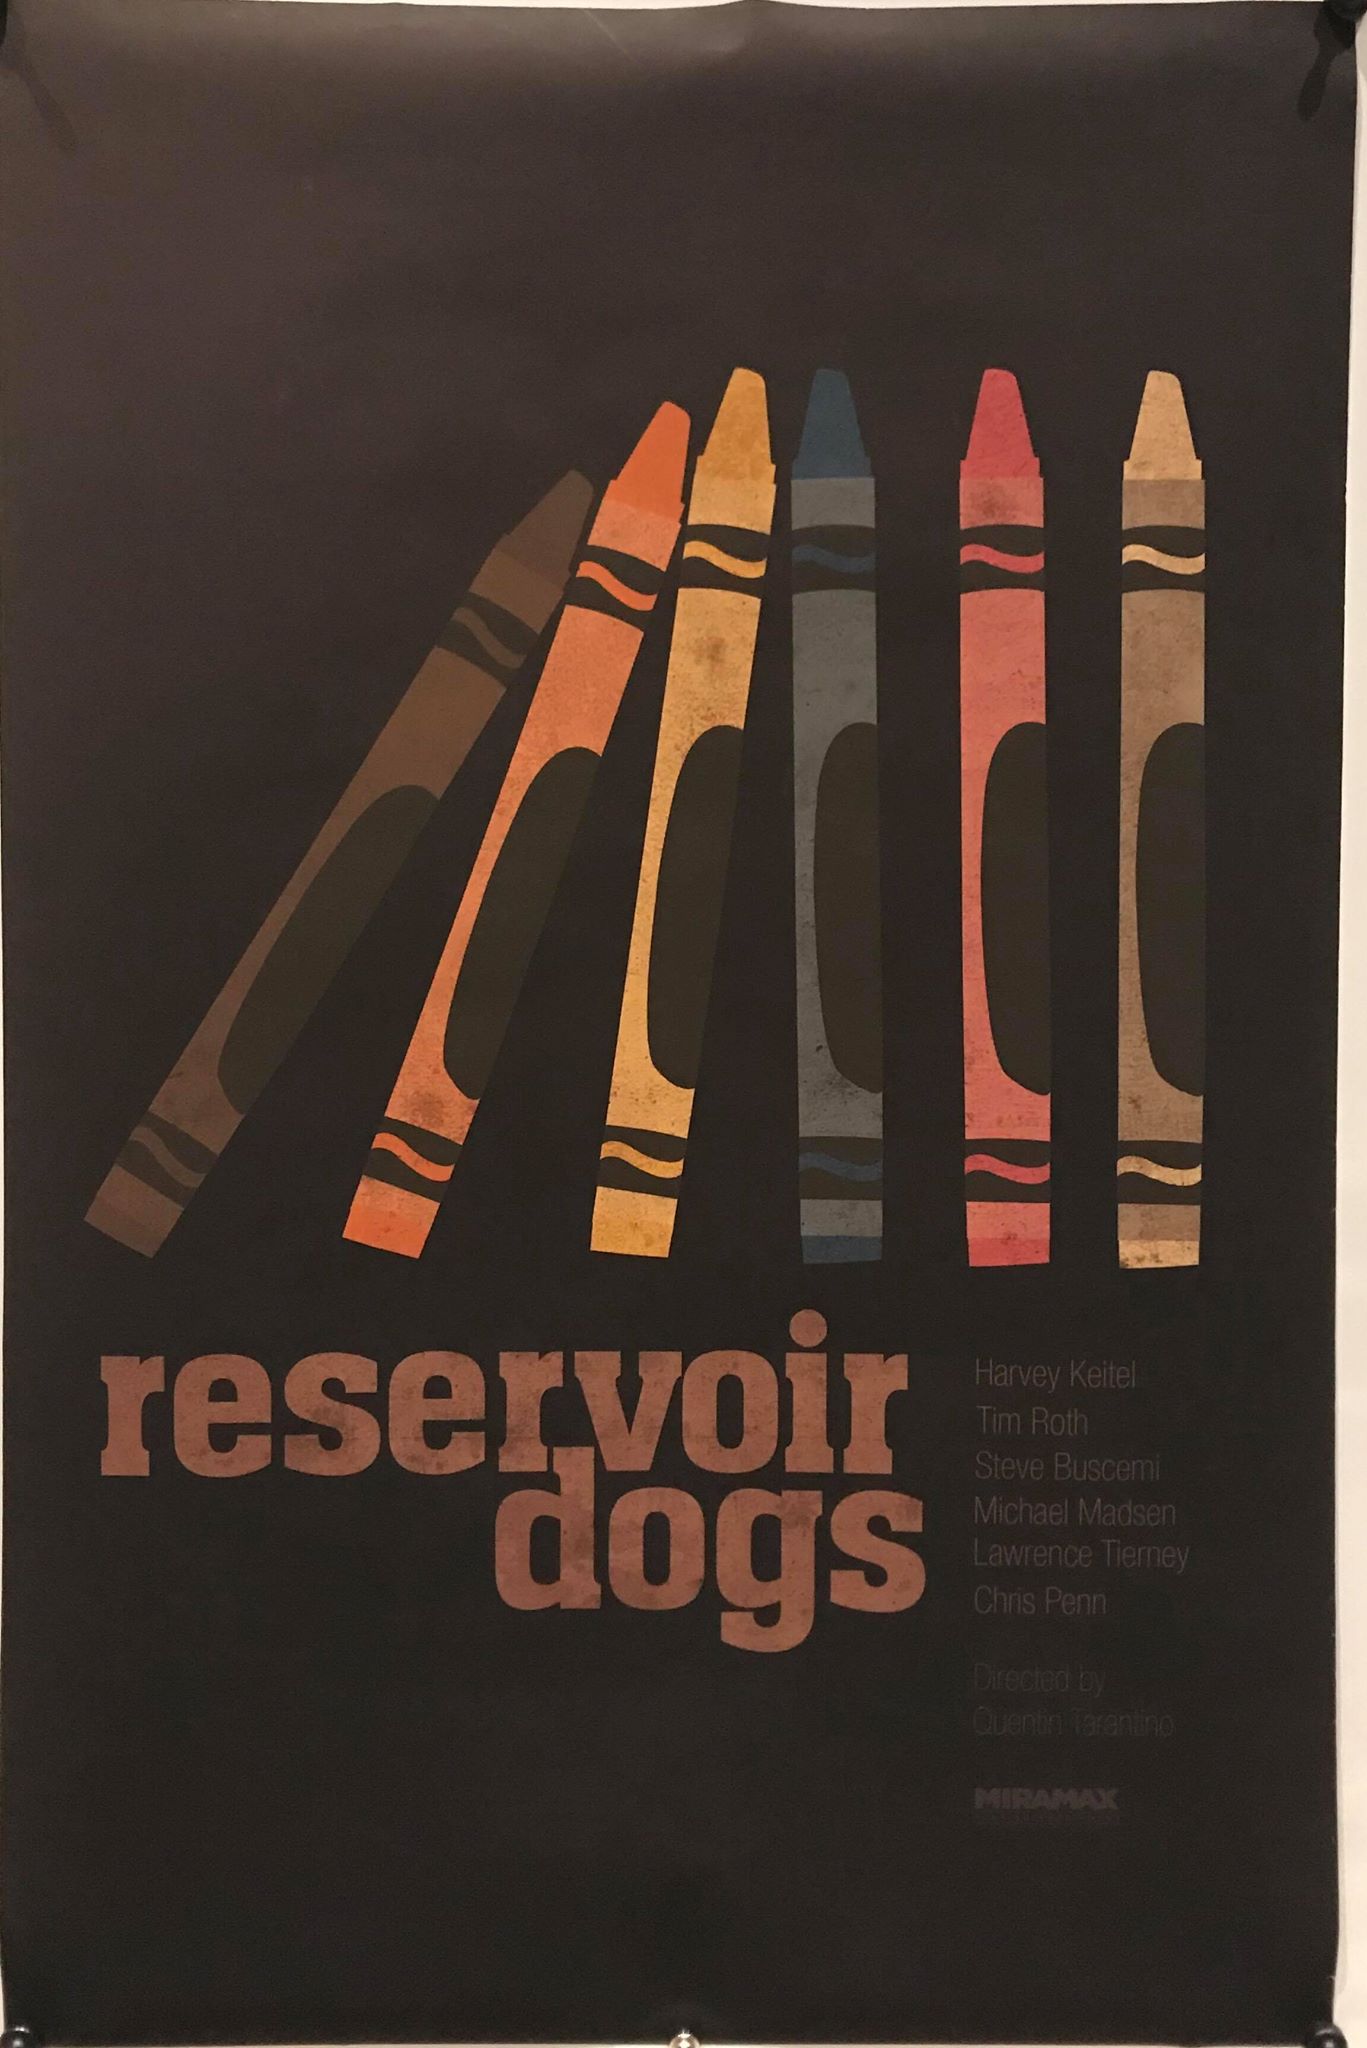 reservoir
dogs
Harvey Keitel
Tim Roth
Steve Buscemi
Michael Madsen
Lawrence Tierney
Chris Penn
Directed by
Quentin Tarantino
MIRAMAX